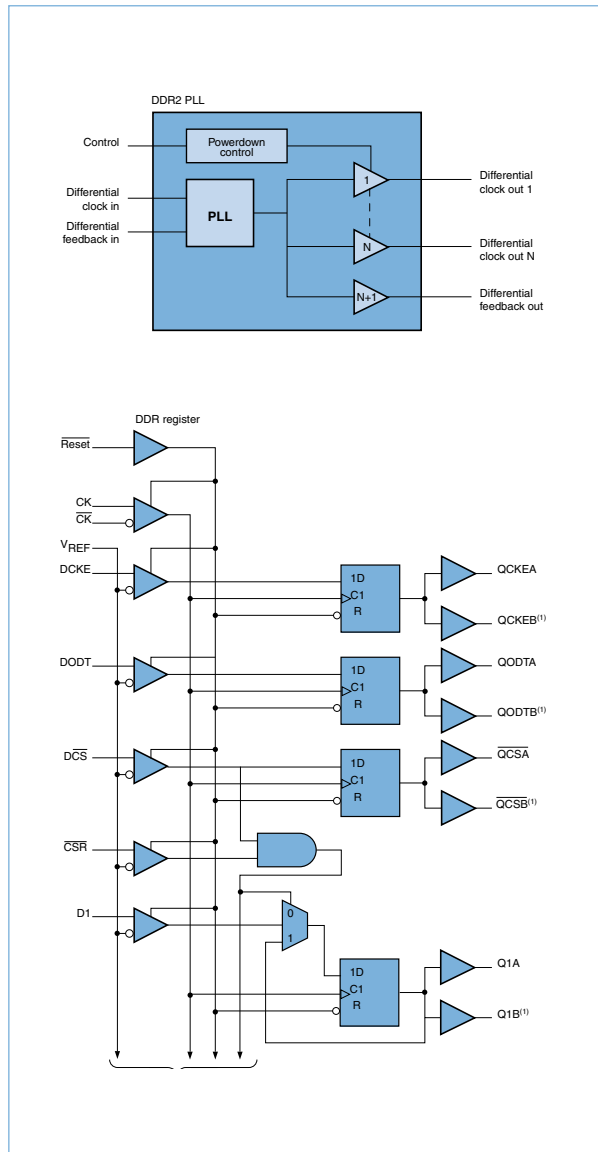 DDR2 PLL
Control
Powerdown
control
Differential
clock in
Differential
feedback in
PLL
1
N
N+1
Differential
clock out 1
Differential
clock out N
Differential
feedback out
DDR register
Reset
CK
CK
VREF
DCKE
1D
C1
R
QCKEA
QCKEB(1)
DODT
1D
C1
R
QODTA
QODTB(1)
DCS
1D
C1
R
QCSA
QCSB(1)
CSR
D1
0
1
1D
C1
R
Q1A
Q1B(1)